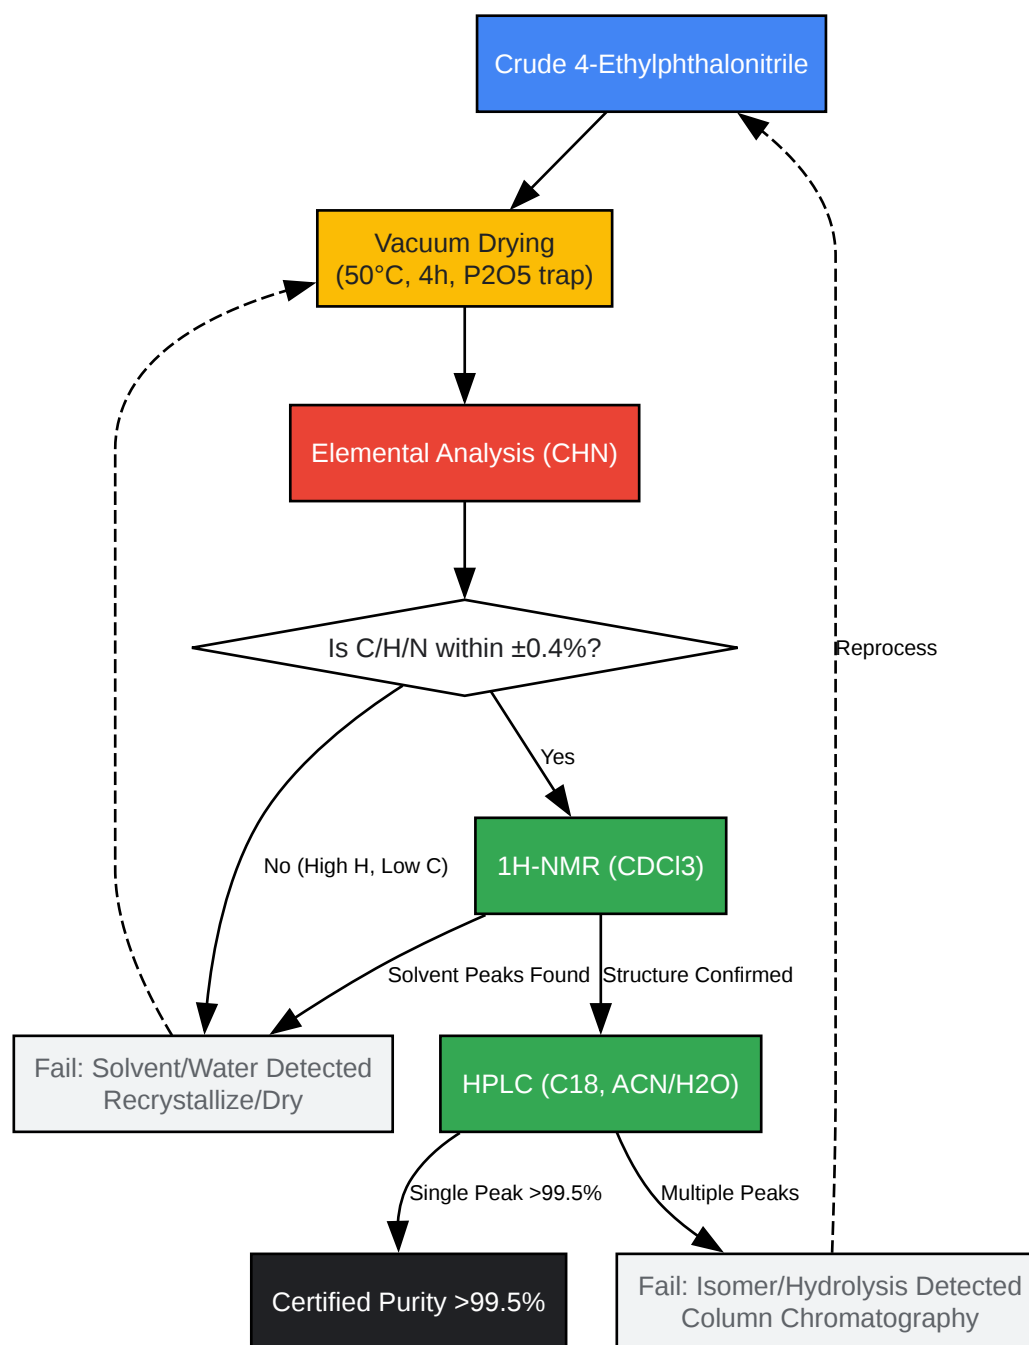 Crude 4-Ethylphthalonitrile
Vacuum Drying
(50°C, 4h, P2O5 trap)
Elemental Analysis (CHN)
Is C/H/N within ±0.4%?
Reprocess
Yes
No (High H, Low C)
1H-NMR (CDCl3)
Solvent Peaks Found
Structure Confirmed
Fail: Solvent/Water Detected
Recrystallize/Dry
HPLC (C18, ACN/H2O)
Single Peak >99.5%
Multiple Peaks
Certified Purity >99.5%
Fail: Isomer/Hydrolysis Detected
Column Chromatography